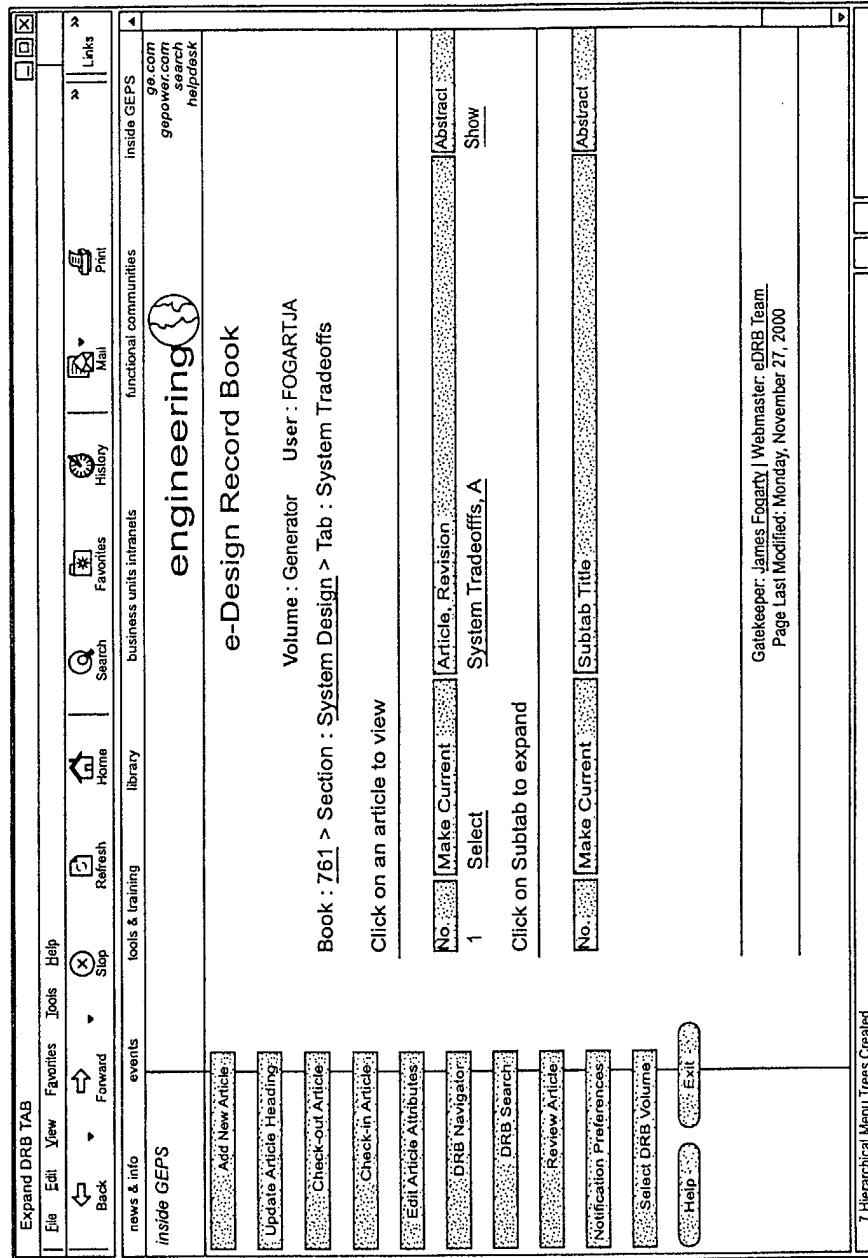 Expand DRB TAB
File Edit View Favorites Tools Help
Back Forward Stop Refresh Home Search Favorites History Mail Print » Links »
news & info events tools & training library business units intranets functional communities inside GEPS
inside GEPS
engineering
ge.com
gepower.com
search
helpdesk
Add New Article
Update Article Heading
Check-out Article
Check-in Article
Edit Article Attributes
DRB Navigator
DRB Search
Review Article
Notification Preferences
Select DRB Volume
Help Exit
e-Design Record Book
Volume : Generator User : FOGARTJA
Book : 761 > Section : System Design > Tab : System Tradeoffs
Click on an article to view
No. Make Current Article, Revision Abstract
1 Select System Tradeofffs, A Show
Click on Subtab to expand
No. Make Current Subtab Title Abstract
Gatekeeper: James Fogarty | Webmaster: eDRB Team
Page Last Modified: Monday, November 27, 2000
7 Hierarchical Menu Trees Created